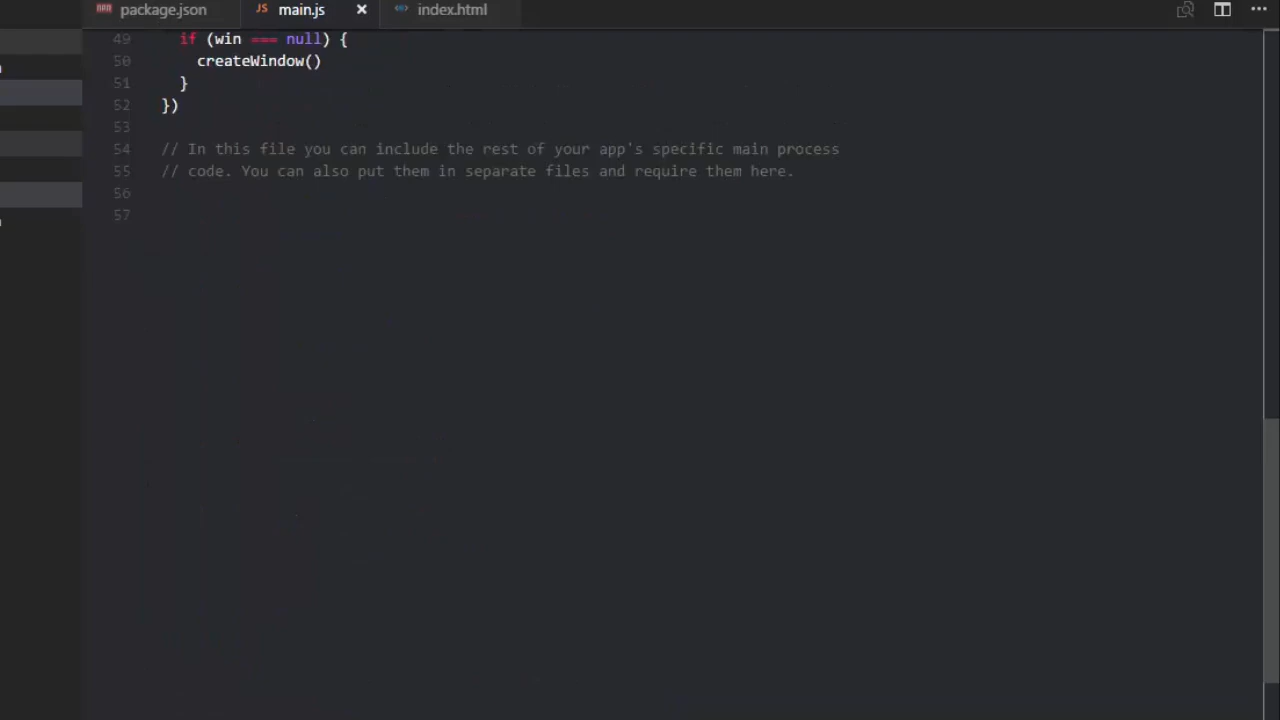 package.json main.js index.html
49 if (win === null) {
50 createWindow()
51 }
52 })
53
54 // In this file you can include the rest of your app's specific main process
55 // code. You can also put them in separate files and require them here.
56
57